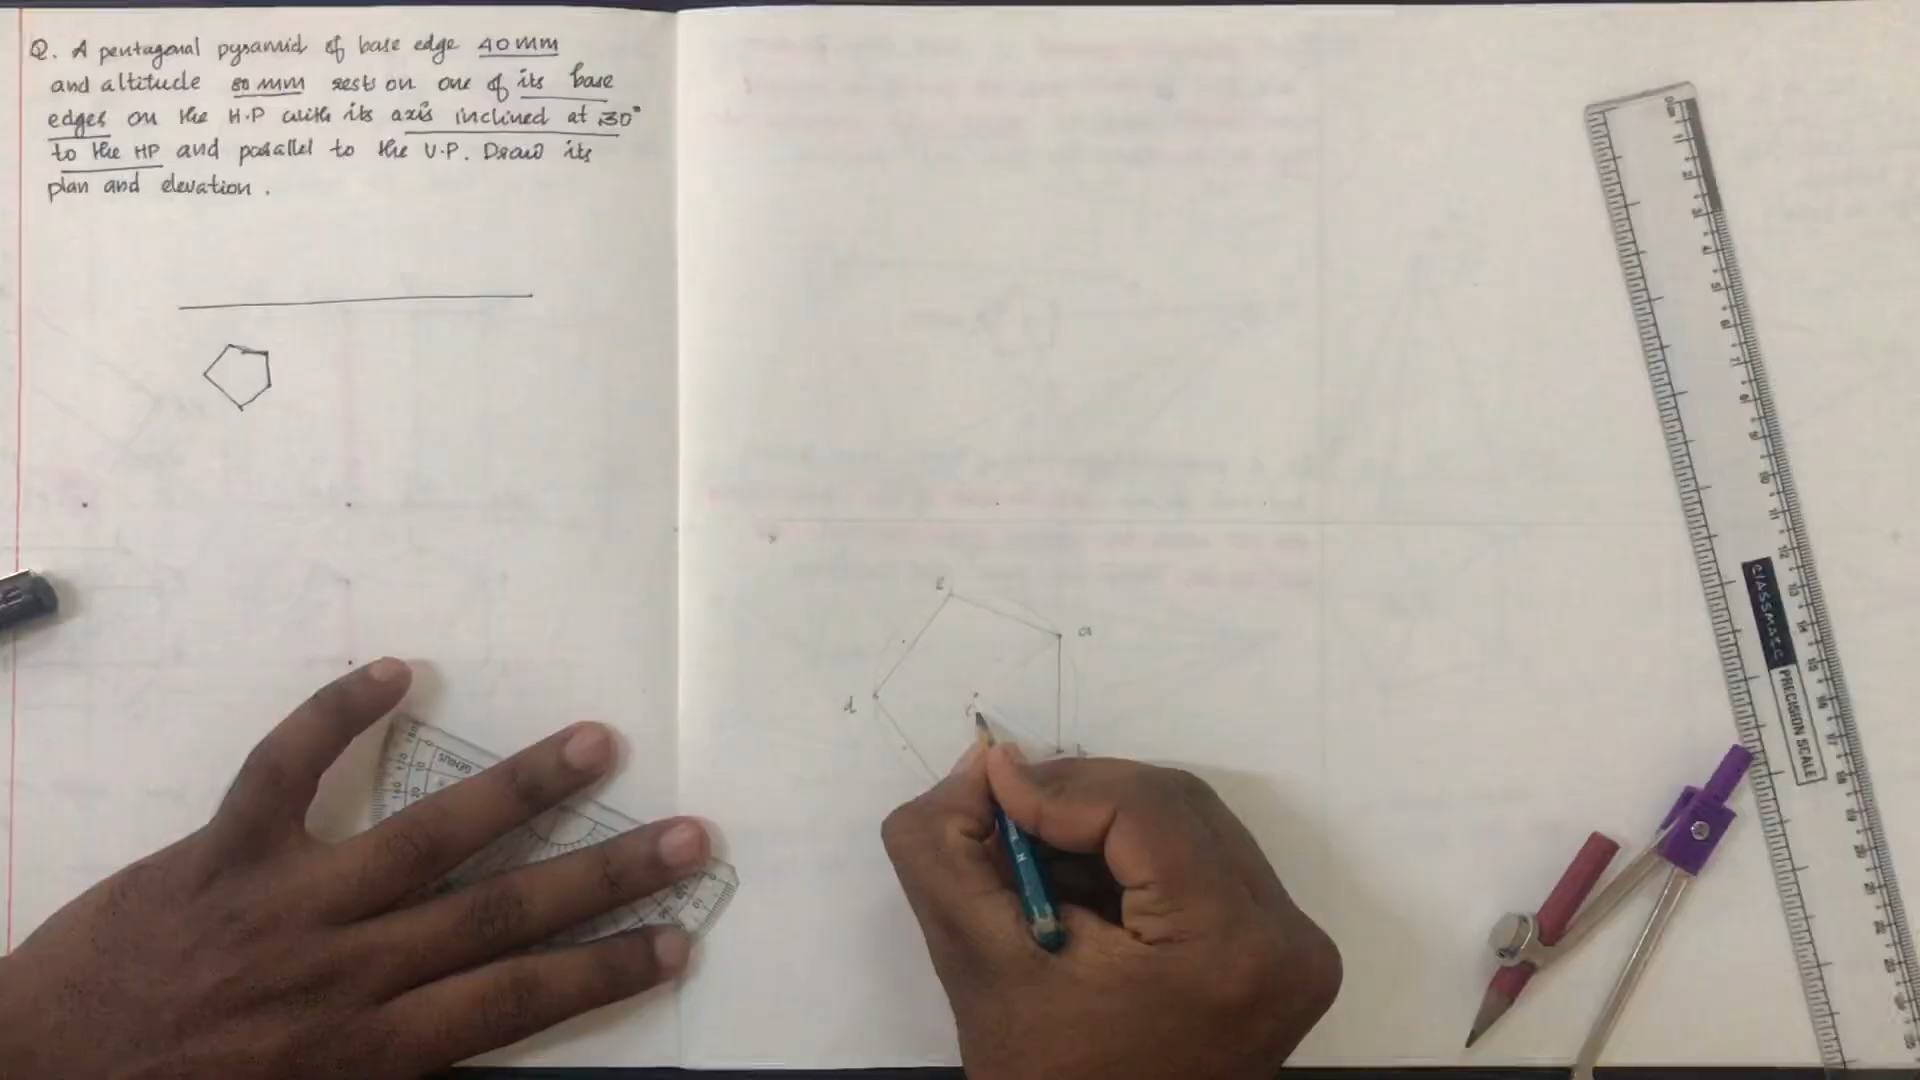 Q. A pentagonal pyramid of base edge 40mm
and altitude 80 mm rests on one of its base
edges on the H.P with its axis inclined at 30°
to the HP and parallel to the V.P. Draw its
plan and elevation.
e
a
d
b
GENIUS
CLASSMATE
PRECISION SCALE